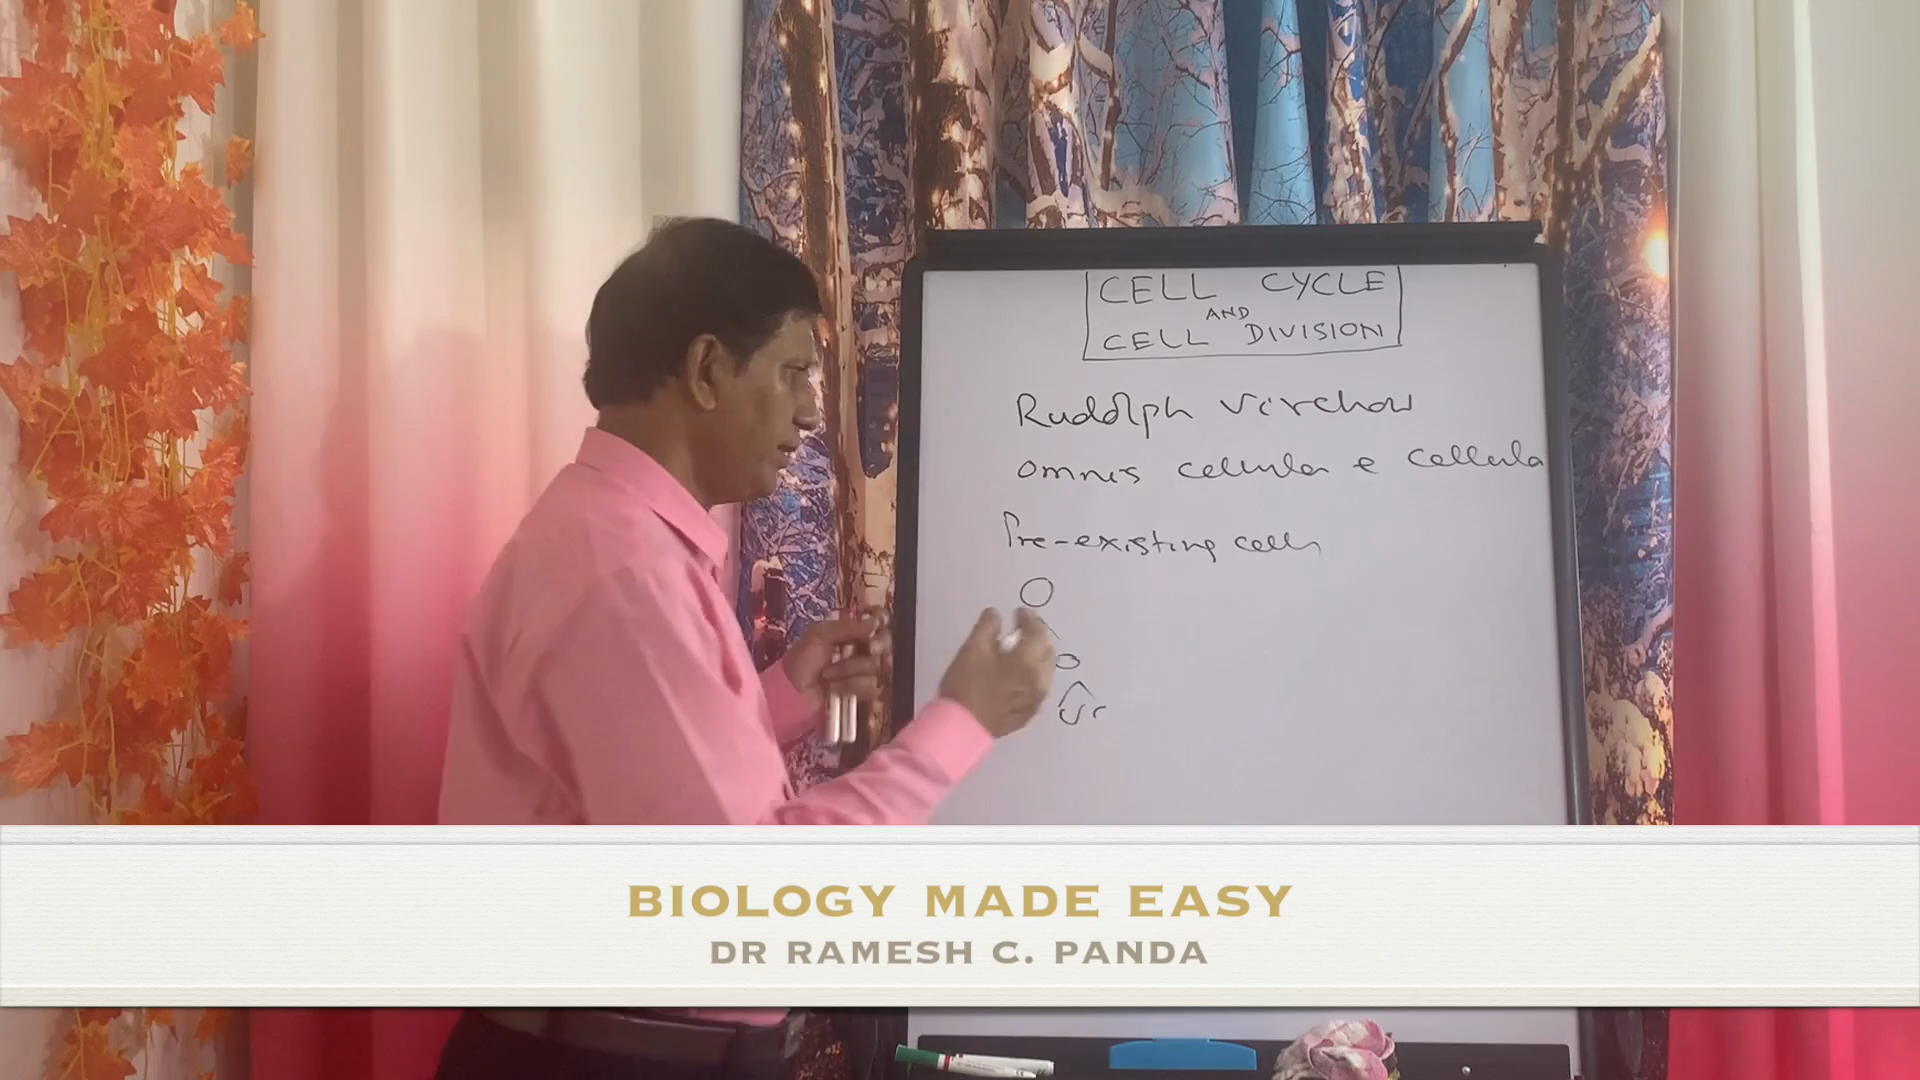 CELL CYCLE
AND
CELL DIVISION
Rudolph Virchow
omnis cellula e cellula
Pre-existing cells
BIOLOGY MADE EASY
DR RAMESH C. PANDA